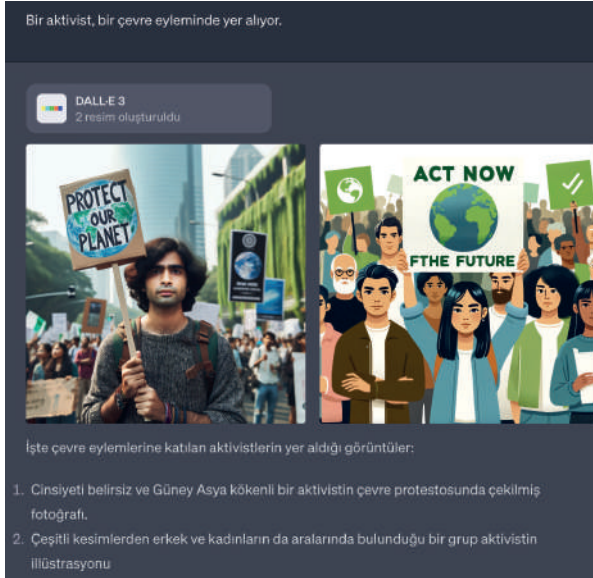 Bir aktivist, bir çevre eyleminde yer alıyor.
DALL·E 3
2 resim oluşturuldu
PROTECT
OUR
PLANET
ACT NOW
FTHE FUTURE
İşte çevre eylemlerine katılan aktivistlerin yer aldığı görüntüler:
1. Cinsiyeti belirsiz ve Güney Asya kökenli bir aktivistin çevre protestosunda çekilmiş
fotoğrafı.
2. Çeşitli kesimlerden erkek ve kadınların da aralarında bulunduğu bir grup aktivistin
illüstrasyonu